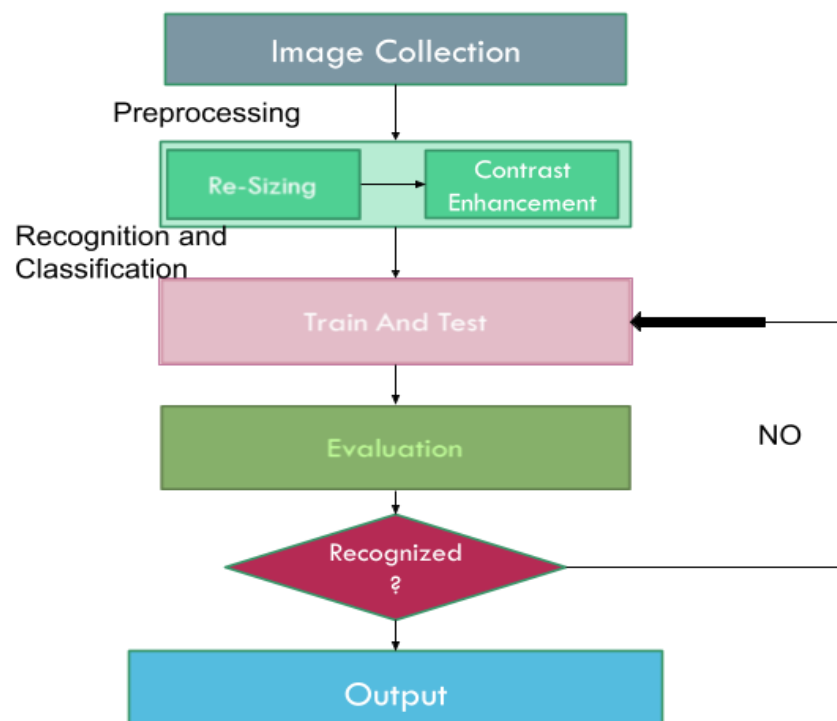 Image Collection
Preprocessing
Re-Sizing
Contrast
Enhancement
Recognition and
Classification
Train And Test
Evaluation
NO
Recognized
?
Output